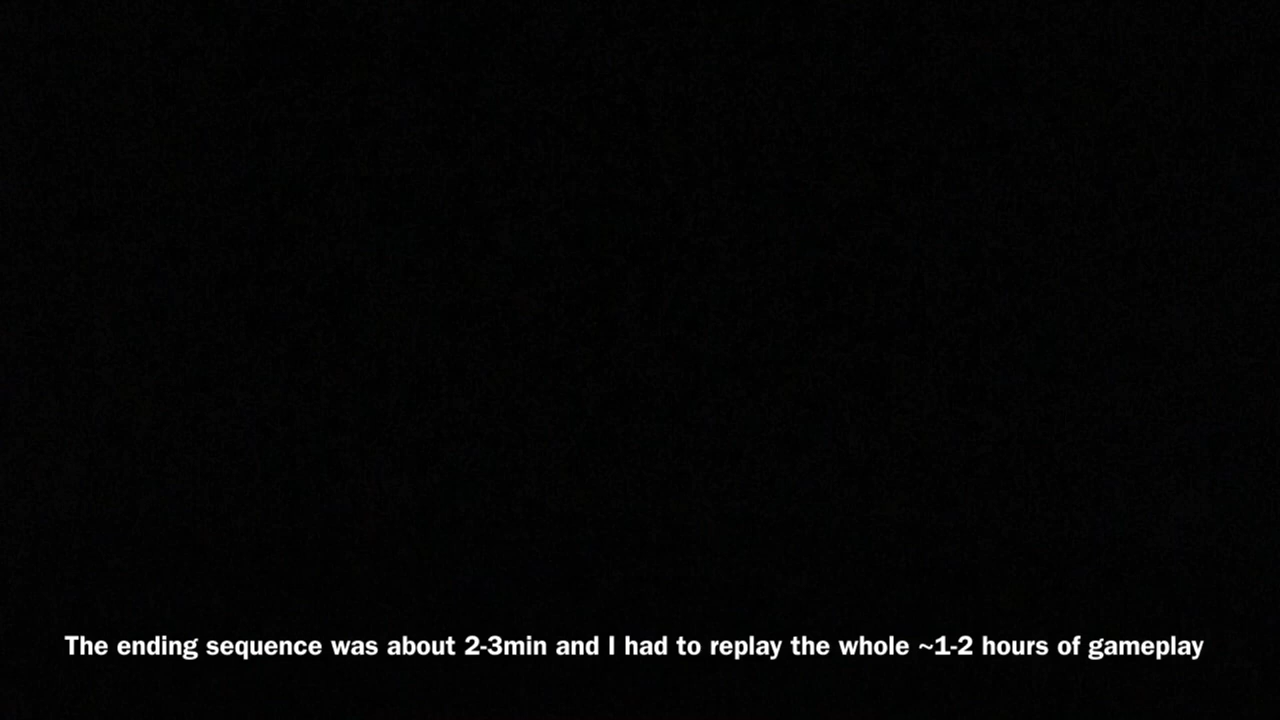 The ending sequence was about 2-3min and I had to replay the whole ~1-2 hours of gameplay